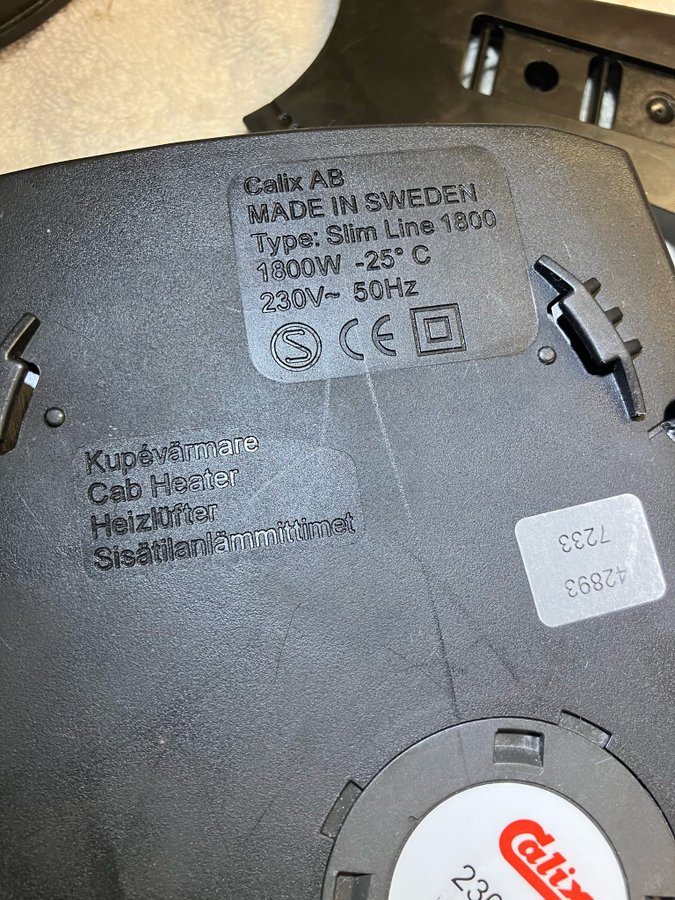 Calix AB
MADE IN SWEDEN
Type: Slim Line 1800
1800W -25° C
230V~ 50Hz
S CE
Kupévärmare
Cab Heater
Heizlüfter
Sisätilanlämmittimet
42893
7233
Calix